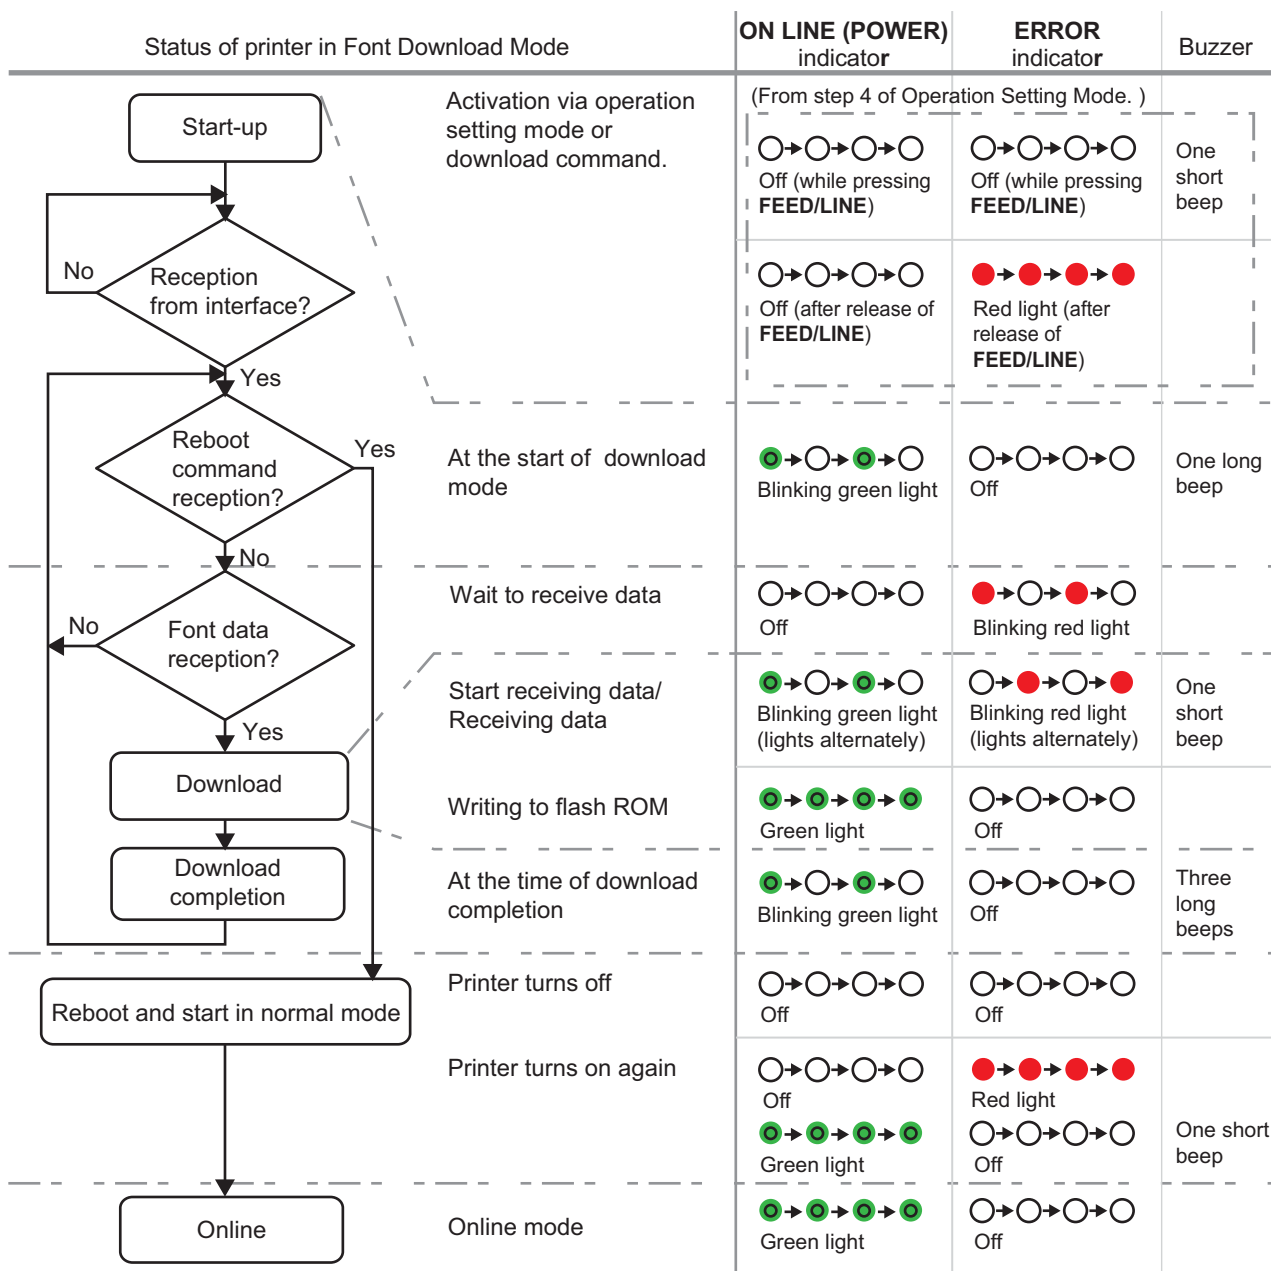 Status of printer in Font Download Mode
ON LINE (POWER)
indicator
ERROR
indicator
Buzzer
Start-up
Activation via operation
setting mode or
download command.
(From step 4 of Operation Setting Mode. )
Off (while pressing
FEED/LINE)
Off (while pressing
FEED/LINE)
One
short
beep
No
Reception
from interface?
Off (after release of
FEED/LINE)
Red light (after
release of
FEED/LINE)
Yes
Reboot
command
reception?
Yes
At the start of download
mode
Blinking green light
Off
One long
beep
No
Wait to receive data
Off
Blinking red light
No
Font data
reception?
Start receiving data/
Receiving data
Blinking green light
(lights alternately)
Blinking red light
(lights alternately)
One
short
beep
Yes
Download
Writing to flash ROM
Green light
Off
Download
completion
At the time of download
completion
Blinking green light
Off
Three
long
beeps
Reboot and start in normal mode
Printer turns off
Off
Off
Printer turns on again
Off
Red light
Green light
Off
One short
beep
Online
Online mode
Green light
Off